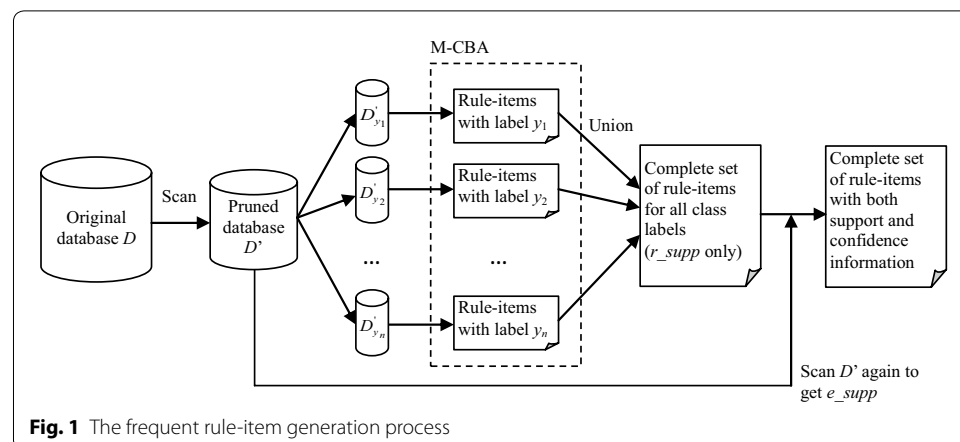 M-CBA
Original
database D
Scan
Pruned
database
D’
D'y1
D'y2
...
D'yn
Rule-items
with label y1
Rule-items
with label y2
...
Rule-items
with label yn
Union
Complete set
of rule-items
for all class
labels
(r_supp only)
Complete set
of rule-items
with both
support and
confidence
information
Scan D’ again to
get e_supp
Fig. 1 The frequent rule-item generation process